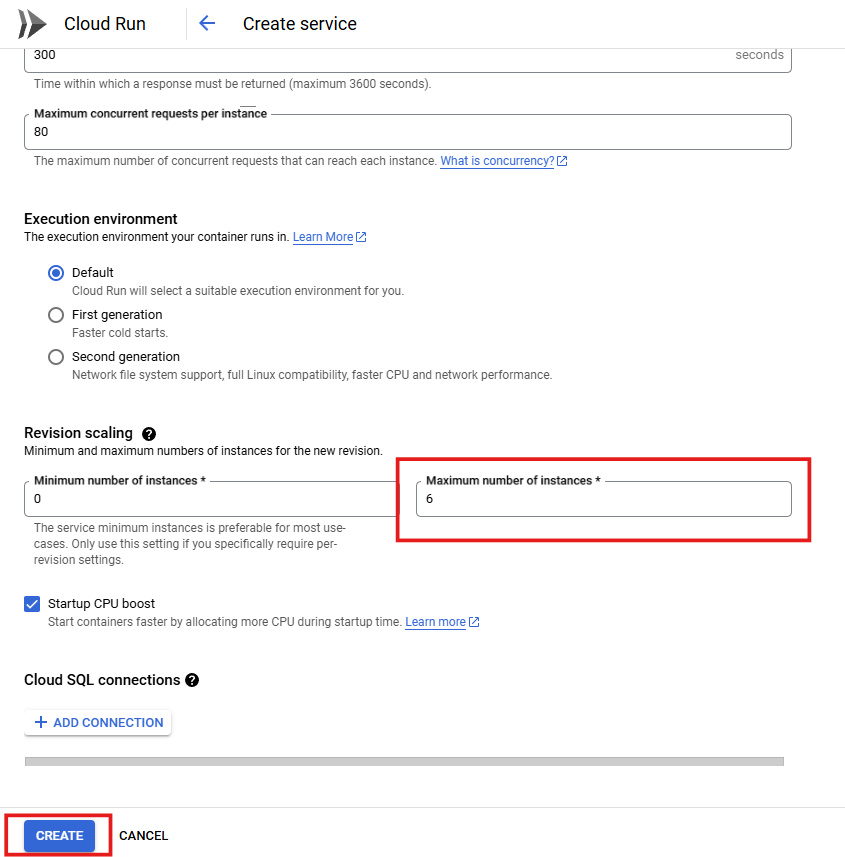 Cloud Run
Create service
300
seconds
Time within which a response must be returned (maximum 3600 seconds).
Maximum concurrent requests per instance
80
The maximum number of concurrent requests that can reach each instance. What is concurrency?
Execution environment
The execution environment your container runs in. Learn More
Default
Cloud Run will select a suitable execution environment for you.
First generation
Faster cold starts.
Second generation
Network file system support, full Linux compatibility, faster CPU and network performance.
Revision scaling
Minimum and maximum numbers of instances for the new revision.
Minimum number of instances *
0
The service minimum instances is preferable for most use-
cases. Only use this setting if you specifically require per-
revision settings.
Maximum number of instances *
6
Startup CPU boost
Start containers faster by allocating more CPU during startup time. Learn more
Cloud SQL connections
ADD CONNECTION
CREATE
CANCEL